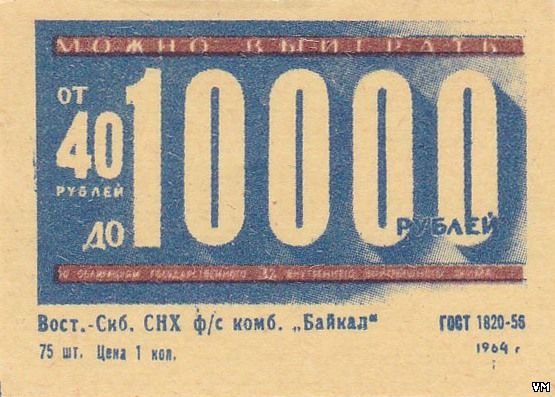 МОЖНО ВЫИГРАТЬ
ОТ
40
РУБЛЕЙ
ДО
10000
РУБЛЕЙ
ПО ОБЛИГАЦИИ ГОСУДАРСТВЕННОГО 3% ВНУТРЕННЕГО ВЫИГРЫШНОГО ЗАЙМА
Вост.-Сиб. СНХ ф/с комб. „Байкал“
ГОСТ 1820-56
75 шт. Цена 1 коп.
1964 г
VM